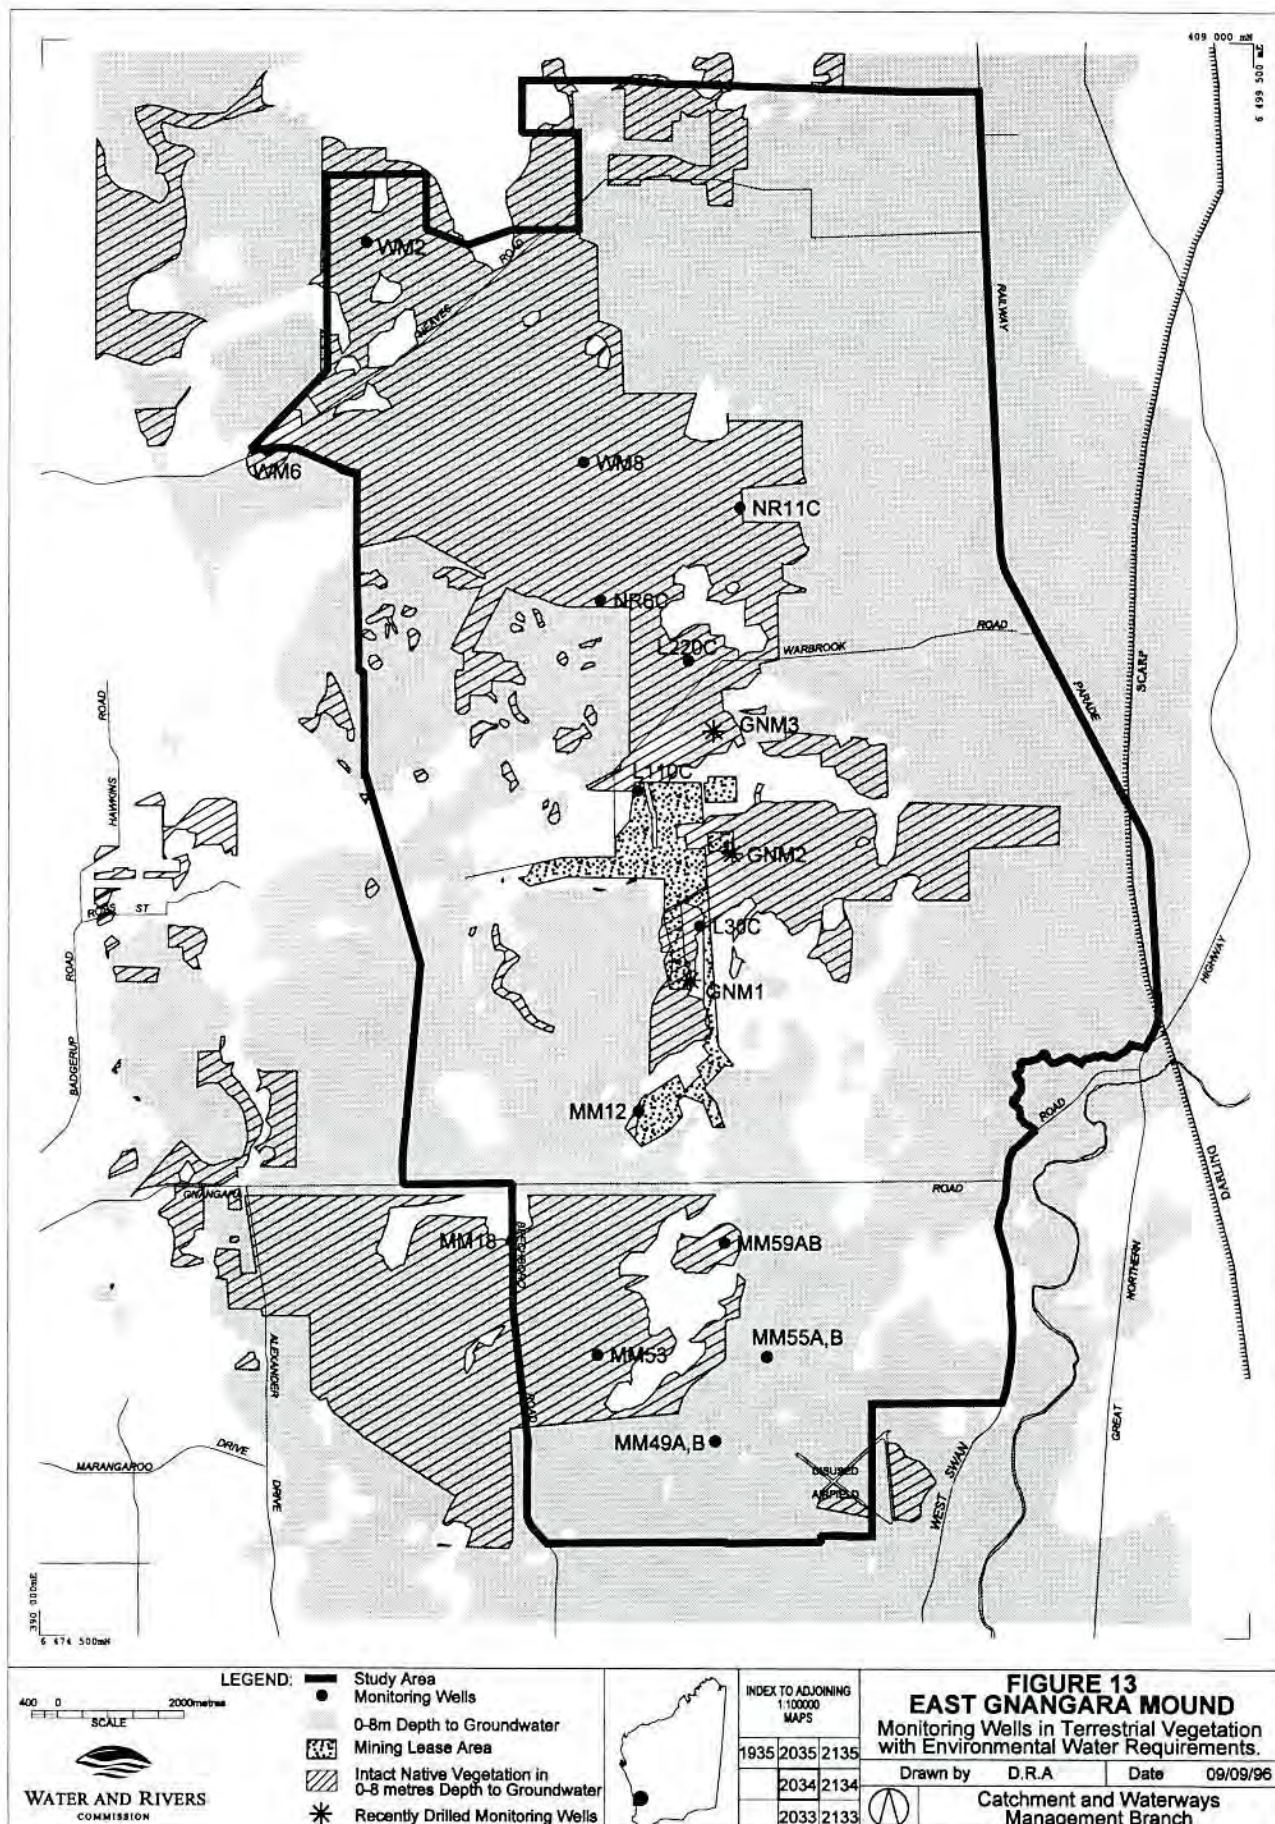 409 000 mN
6 499 500 mE
WM2
ROAD
NEAVES
RAILWAY
WM6
WM8
NR11C
NR6C
L220C
WARBROOK
ROAD
SCARP
PARADE
ROAD
HAWKINS
GNM3
L110C
GNM2
ROSS ST
L30C
ROAD
HIGHWAY
GNM1
BADGERUP
MM12
ROAD
DARLING
GNANGARA
ROAD
MM18
MM59AB
NORTHERN
MM55A,B
ALEXANDER
MM53
ROAD
GREAT
MM49A,B
DRIVE
MARANGAROO
DISUSED
AIRFIELD
WEST SWAN
DRIVE
390 000mE
6 474 500mN
LEGEND:
Study Area
Monitoring Wells
0-8m Depth to Groundwater
Mining Lease Area
Intact Native Vegetation in
0-8 metres Depth to Groundwater
Recently Drilled Monitoring Wells
400 0 2000metres
SCALE
WATER AND RIVERS
COMMISSION
INDEX TO ADJOINING
1:100000
MAPS
1935 2035 2135
2034 2134
2033 2133
FIGURE 13
EAST GNANGARA MOUND
Monitoring Wells in Terrestrial Vegetation
with Environmental Water Requirements.
Drawn by D.R.A Date 09/09/96
Catchment and Waterways
Management Branch